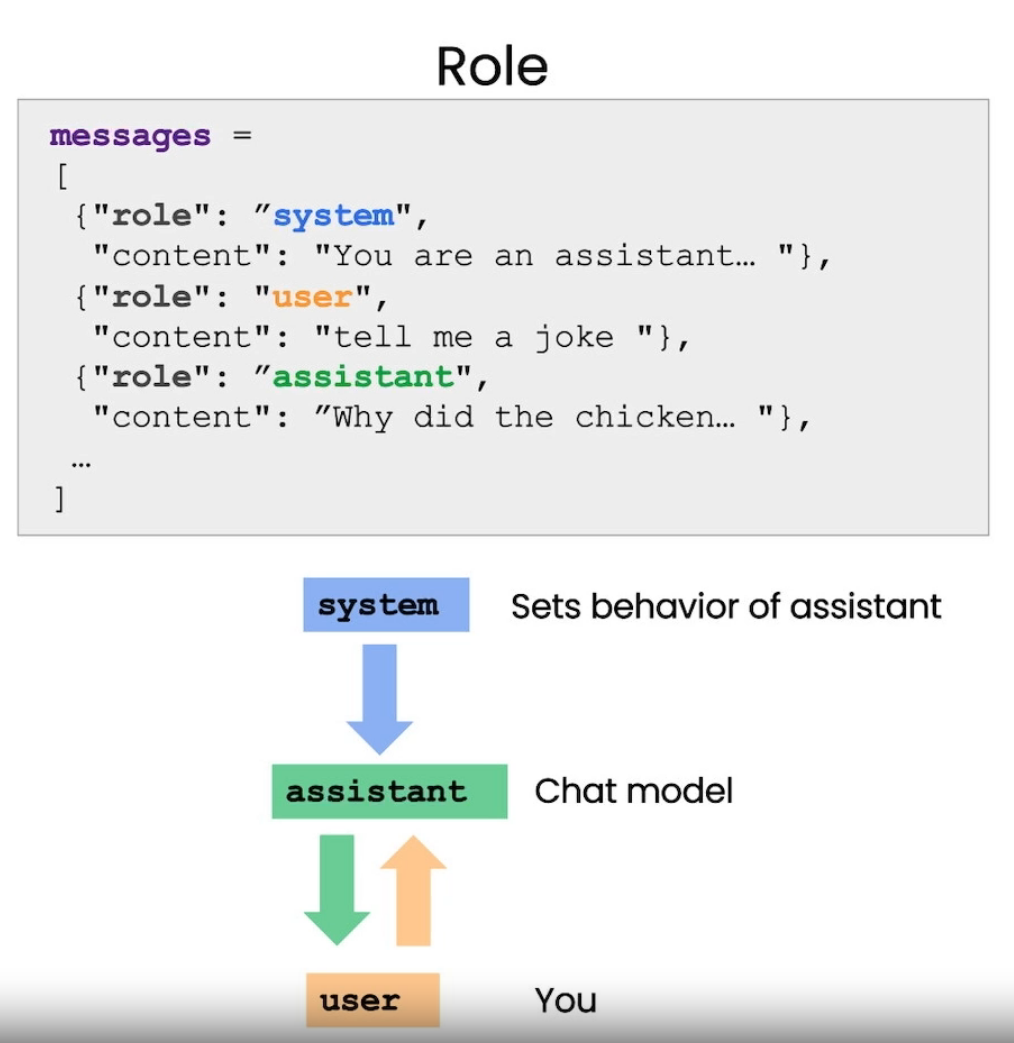 Role
messages =
[
{"role": ”system",
"content": "You are an assistant… "},
{"role": "user",
"content": "tell me a joke "},
{"role": ”assistant",
"content": ”Why did the chicken… "},
…
]
system Sets behavior of assistant
assistant Chat model
user You